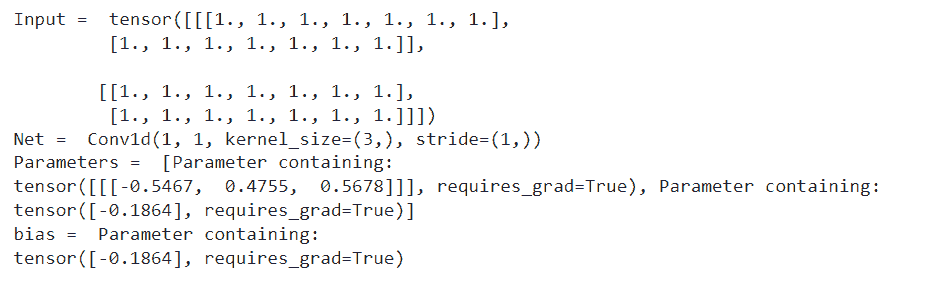 Input =  tensor([[[1., 1., 1., 1., 1., 1., 1.],
         [1., 1., 1., 1., 1., 1., 1.]],

        [[1., 1., 1., 1., 1., 1., 1.],
         [1., 1., 1., 1., 1., 1., 1.]]])
Net =  Conv1d(1, 1, kernel_size=(3,), stride=(1,))
Parameters =  [Parameter containing:
tensor([[[-0.5467,  0.4755,  0.5678]]], requires_grad=True), Parameter containing:
tensor([-0.1864], requires_grad=True)]
bias =  Parameter containing:
tensor([-0.1864], requires_grad=True)